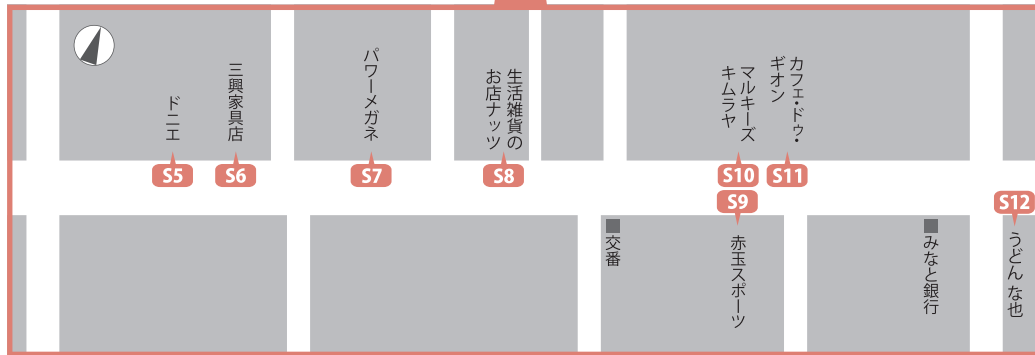 ドニエ
三興家具店
パワーメガネ
生活雑貨の
お店ナッツ
マルキーズ
キムラヤ
カフェ・ドゥ・
ギオン
S5
S6
S7
S8
S10
S11
S9
S12
交番
赤玉スポーツ
みなと銀行
うどん な也